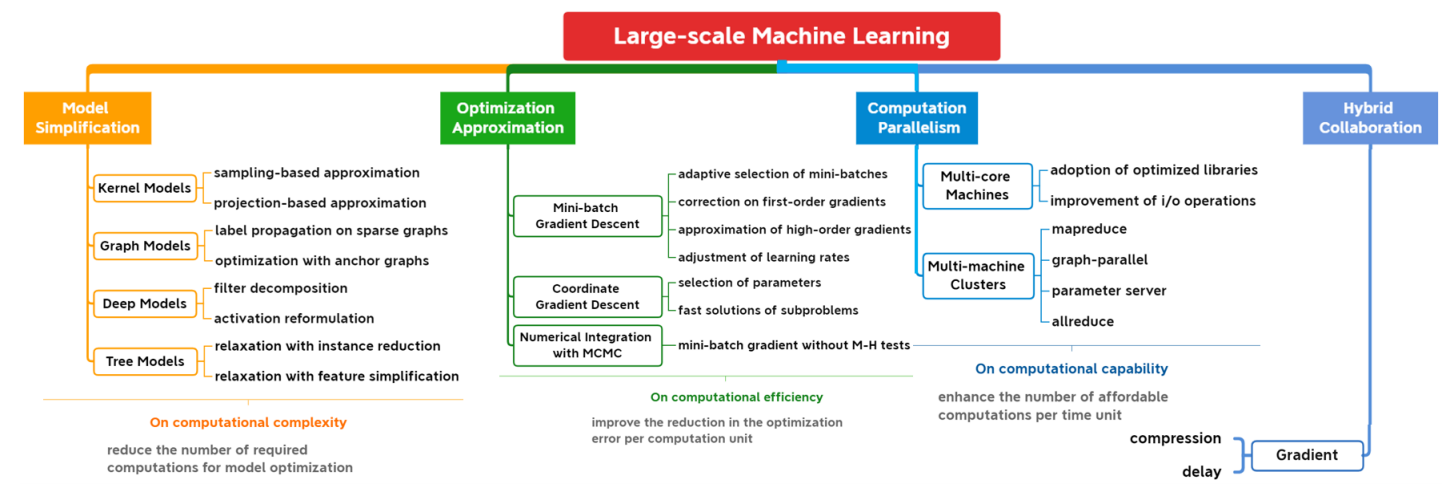 Large-scale Machine Learning
Model
Simplification
Kernel Models
sampling-based approximation
projection-based approximation
Graph Models
label propagation on sparse graphs
optimization with anchor graphs
Deep Models
filter decomposition
activation reformulation
Tree Models
relaxation with instance reduction
relaxation with feature simplification
On computational complexity
reduce the number of required
computations for model optimization
Optimization
Approximation
Mini-batch
Gradient Descent
adaptive selection of mini-batches
correction on first-order gradients
approximation of high-order gradients
adjustment of learning rates
Coordinate
Gradient Descent
selection of parameters
fast solutions of subproblems
Numerical Integration
with MCMC
mini-batch gradient without M-H tests
On computational efficiency
improve the reduction in the optimization
error per computation unit
Computation
Parallelism
Multi-core
Machines
adoption of optimized libraries
improvement of i/o operations
Multi-machine
Clusters
mapreduce
graph-parallel
parameter server
allreduce
On computational capability
enhance the number of affordable
computations per time unit
Hybrid
Collaboration
Gradient
compression
delay